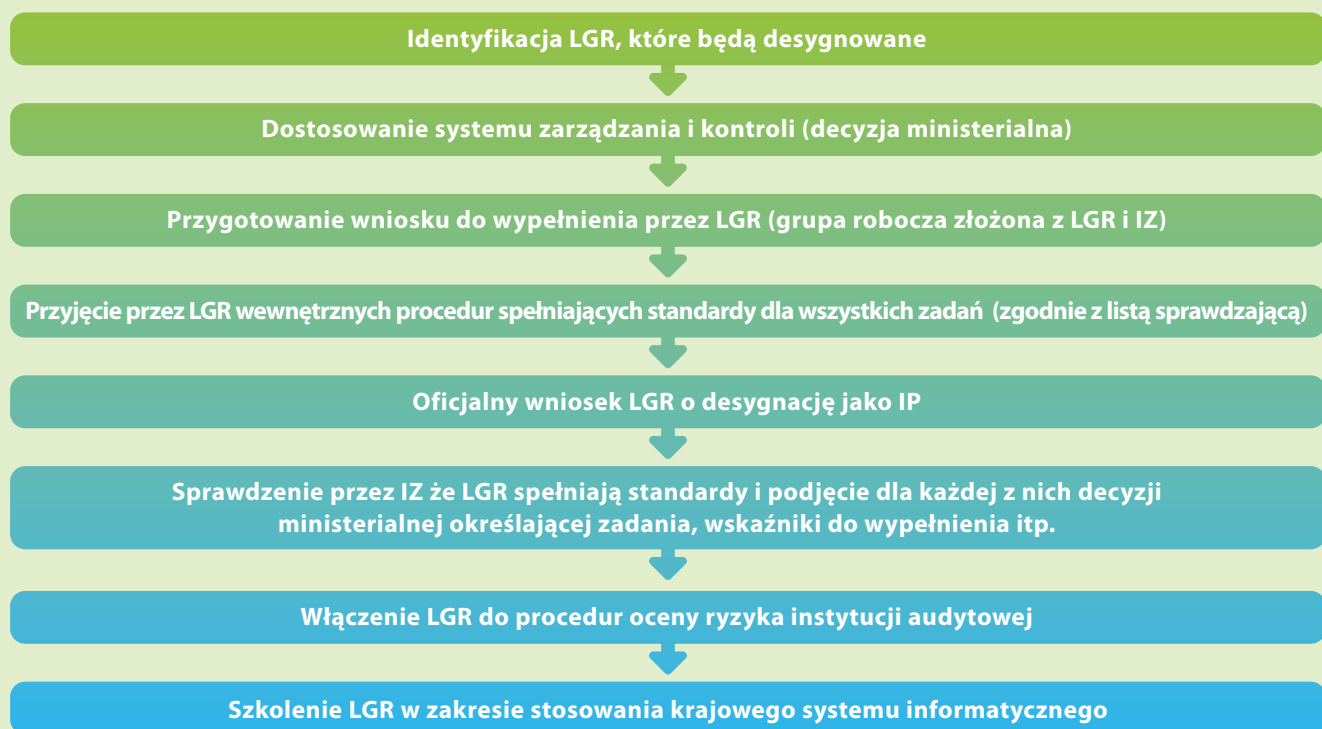 Identyfikacja LGR, które będą desygnowane
Dostosowanie systemu zarządzania i kontroli (decyzja ministerialna)
Przygotowanie wniosku do wypełnienia przez LGR (grupa robocza złożona z LGR i IZ)
Przyjęcie przez LGR wewnętrznych procedur spełniających standardy dla wszystkich zadań (zgodnie z listą sprawdzającą)
Oficjalny wniosek LGR o desygnację jako IP
Sprawdzenie przez IZ że LGR spełniają standardy i podjęcie dla każdej z nich decyzji
ministerialnej określającej zadania, wskaźniki do wypełnienia itp.
Włączenie LGR do procedur oceny ryzyka instytucji audytowej
Szkolenie LGR w zakresie stosowania krajowego systemu informatycznego